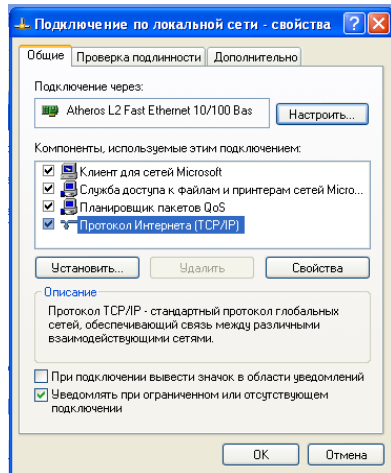 Подключение по локальной сети - свойства
Общие Проверка подлинности Дополнительно
Подключение через:
Atheros L2 Fast Ethernet 10/100 Bas Настроить...
Компоненты, используемые этим подключением:
Клиент для сетей Microsoft
Служба доступа к файлам и принтерам сетей Micro...
Планировщик пакетов QoS
Протокол Интернета (TCP/IP)
Установить... Удалить Свойства
Описание
Протокол TCP/IP - стандартный протокол глобальных
сетей, обеспечивающий связь между различными
взаимодействующими сетями.
При подключении вывести значок в области уведомлений
Уведомлять при ограниченном или отсутствующем
подключении
OK Отмена